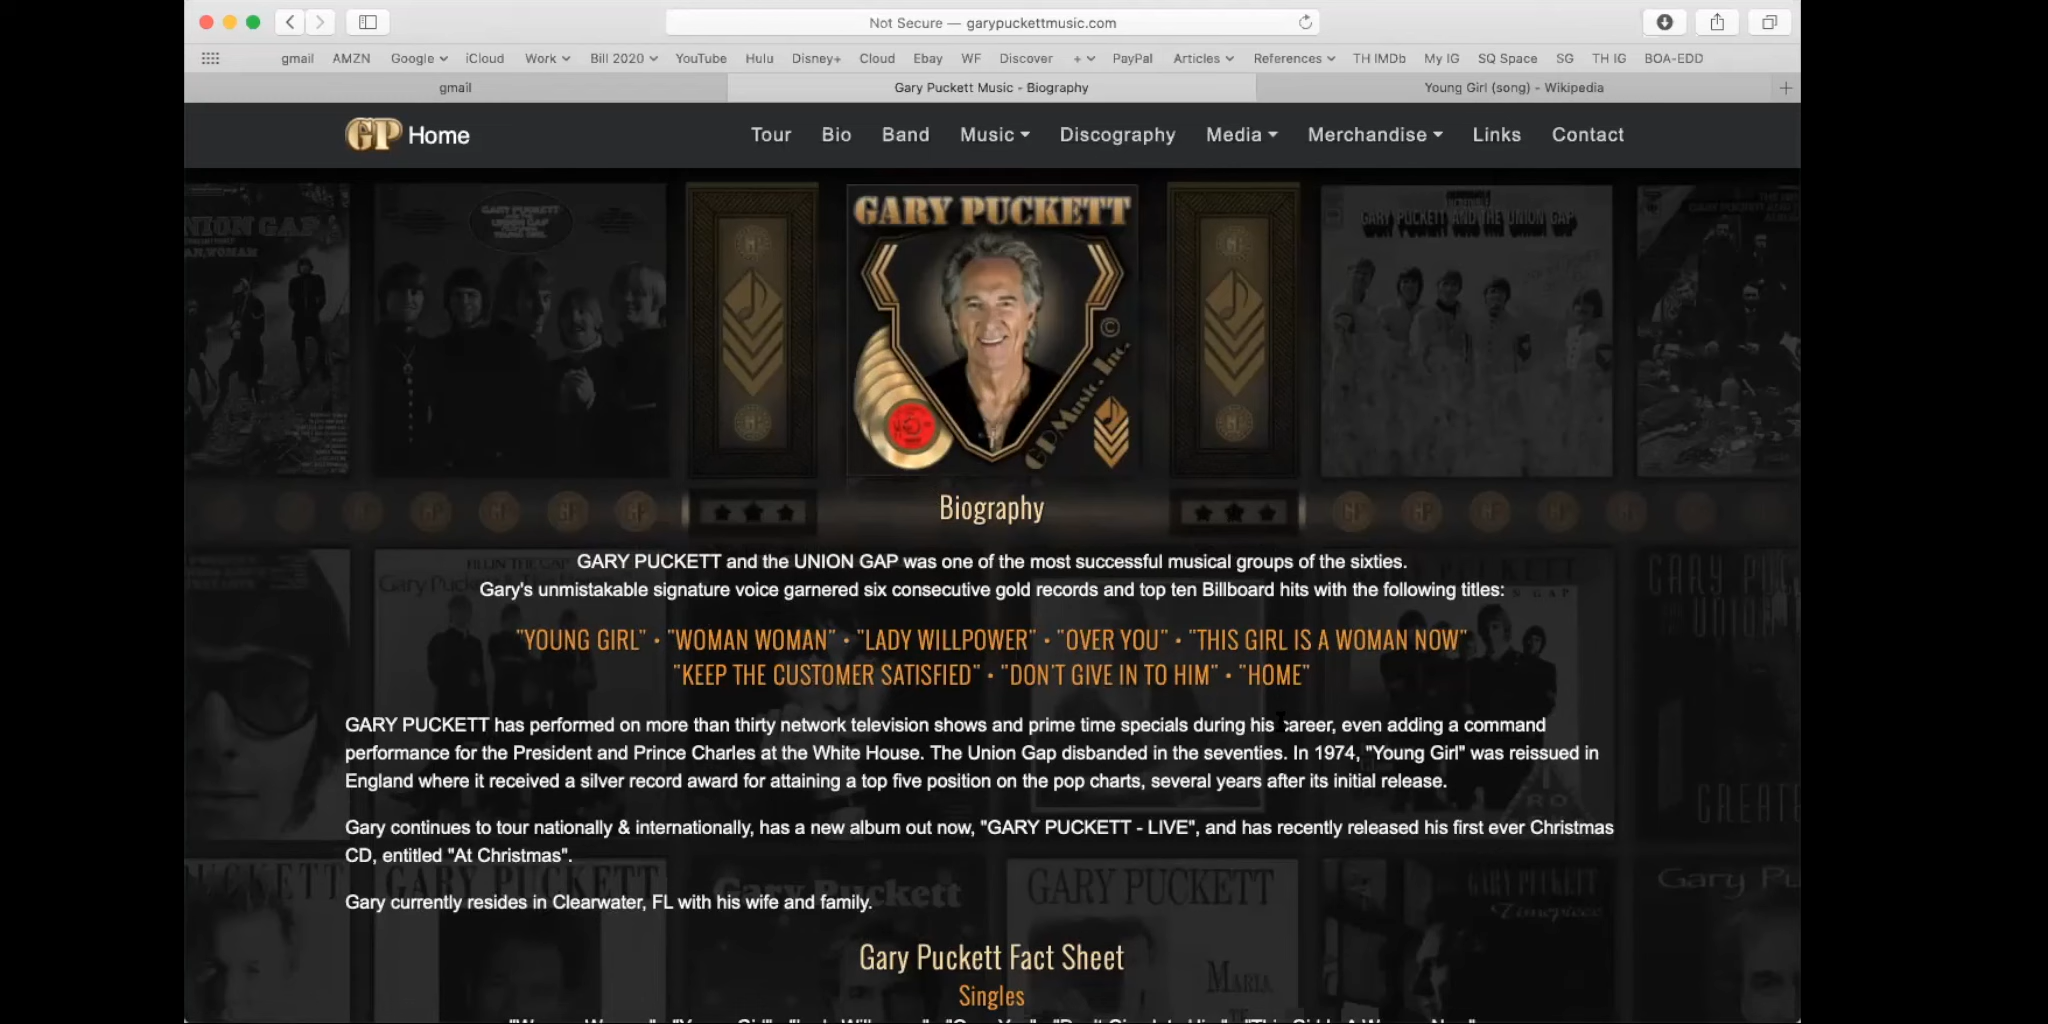 Not Secure — garypuckettmusic.com
gmail AMZN Google iCloud Work Bill 2020 YouTube Hulu Disney+ Cloud Ebay WF Discover + PayPal Articles References TH IMDb My IG SQ Space SG TH IG BOA-EDD
gmail Gary Puckett Music - Biography Young Girl (song) - Wikipedia
GP Home Tour Bio Band Music Discography Media Merchandise Links Contact
GARY PUCKETT
© GPMusic, Inc.
GARY PUCKETT AND THE UNION GAP
Biography
GARY PUCKETT and the UNION GAP was one of the most successful musical groups of the sixties.
Gary's unmistakable signature voice garnered six consecutive gold records and top ten Billboard hits with the following titles:
"YOUNG GIRL" • "WOMAN WOMAN" • "LADY WILLPOWER" • "OVER YOU" • "THIS GIRL IS A WOMAN NOW"
"KEEP THE CUSTOMER SATISFIED" • "DON'T GIVE IN TO HIM" • "HOME"
GARY PUCKETT has performed on more than thirty network television shows and prime time specials during his career, even adding a command
performance for the President and Prince Charles at the White House. The Union Gap disbanded in the seventies. In 1974, "Young Girl" was reissued in
England where it received a silver record award for attaining a top five position on the pop charts, several years after its initial release.
Gary continues to tour nationally & internationally, has a new album out now, "GARY PUCKETT - LIVE", and has recently released his first ever Christmas
CD, entitled "At Christmas".
GARY PUCKETT
Gary currently resides in Clearwater, FL with his wife and family.
Gary Puckett Fact Sheet
Singles